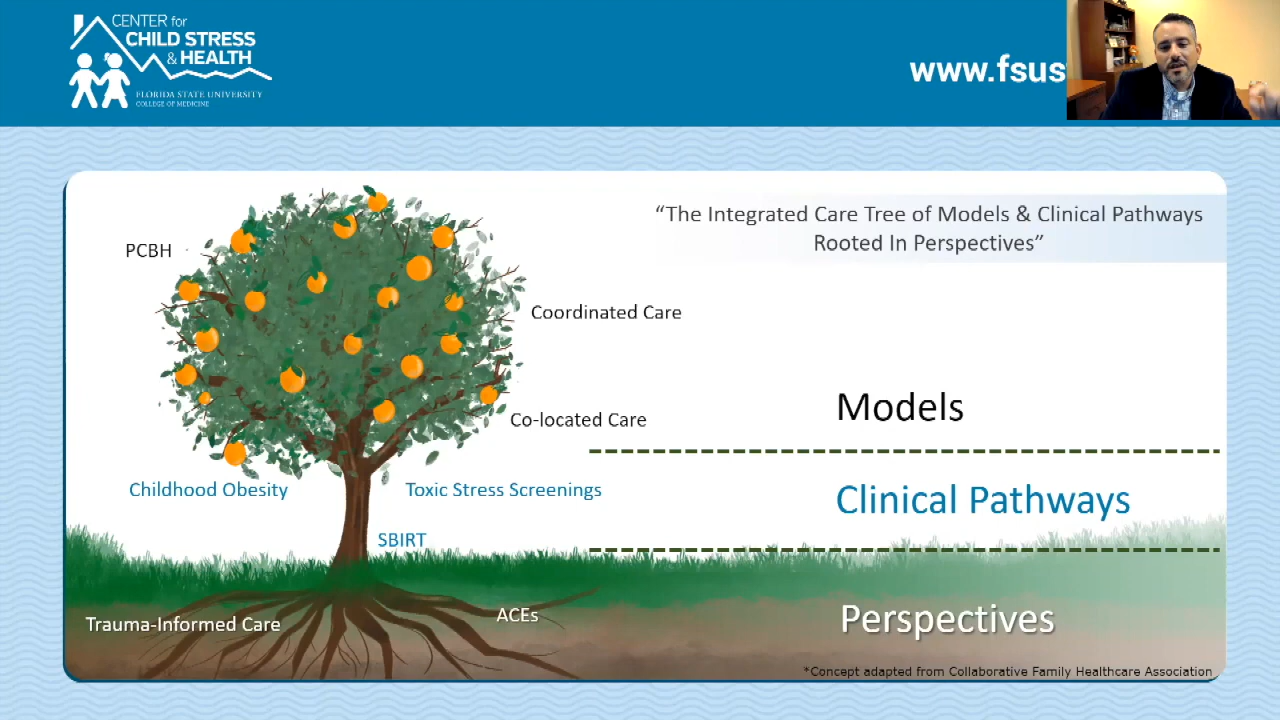 CENTER for
CHILD STRESS
& HEALTH
FLORIDA STATE UNIVERSITY
COLLEGE OF MEDICINE
www.fsus
“The Integrated Care Tree of Models & Clinical Pathways
Rooted In Perspectives”
PCBH
Coordinated Care
Co-located Care
Models
Childhood Obesity
Toxic Stress Screenings
SBIRT
Clinical Pathways
Trauma-Informed Care
ACEs
Perspectives
*Concept adapted from Collaborative Family Healthcare Association